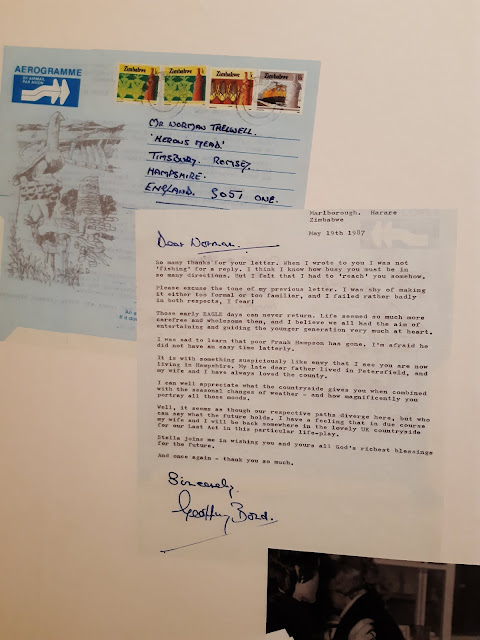 AEROGRAMME
BY AIRMAIL
PAR AVION
Zimbabwe
Zimbabwe
Zimbabwe
Zimbabwe
MR NORMAN THELWELL.
'HERONS MEAD'
TIMSBURY. ROMSEY
HAMPSHIRE.
ENGLAND. SO51 ONE.
Marlborough, Harare
Zimbabwe
May 19th 1987
Dear Norman.
So many thanks for your letter. When I wrote to you I was not
'fishing' for a reply. I think I know how busy you must be in
so many directions. But I felt that I had to 'reach' you somehow.
Please excuse the tone of my previous letter. I was shy of making
it either too formal or too familiar, and I failed rather badly
in both respects, I fear!
Those early EAGLE days can never return. Life seemed so much more
carefree and wholesome then, and I believe we all had the aim of
entertaining and guiding the younger generation very much at heart.
I was sad to learn that poor Frank Hampson has gone. I'm afraid he
did not have an easy time latterly.
It is with something suspiciously like envy that I see you are now
living in Hampshire. My late dear father lived in Petersfield, and
my wife and I have always loved the county.
I can well appreciate what the countryside gives you when combined
with the seasonal changes of weather - and how magnificently you
portray all those moods.
Well, it seems as though our respective paths diverge here, but who
can say what the future holds. I have a feeling that in due course
my wife and I will be back somewhere in the lovely UK countryside
for our Last Act in this particular life-play.
Stella joins me in wishing you and yours all God's richest blessings
for the future.
And once again - thank you so much.
Sincerely.
Geoffrey Bond.